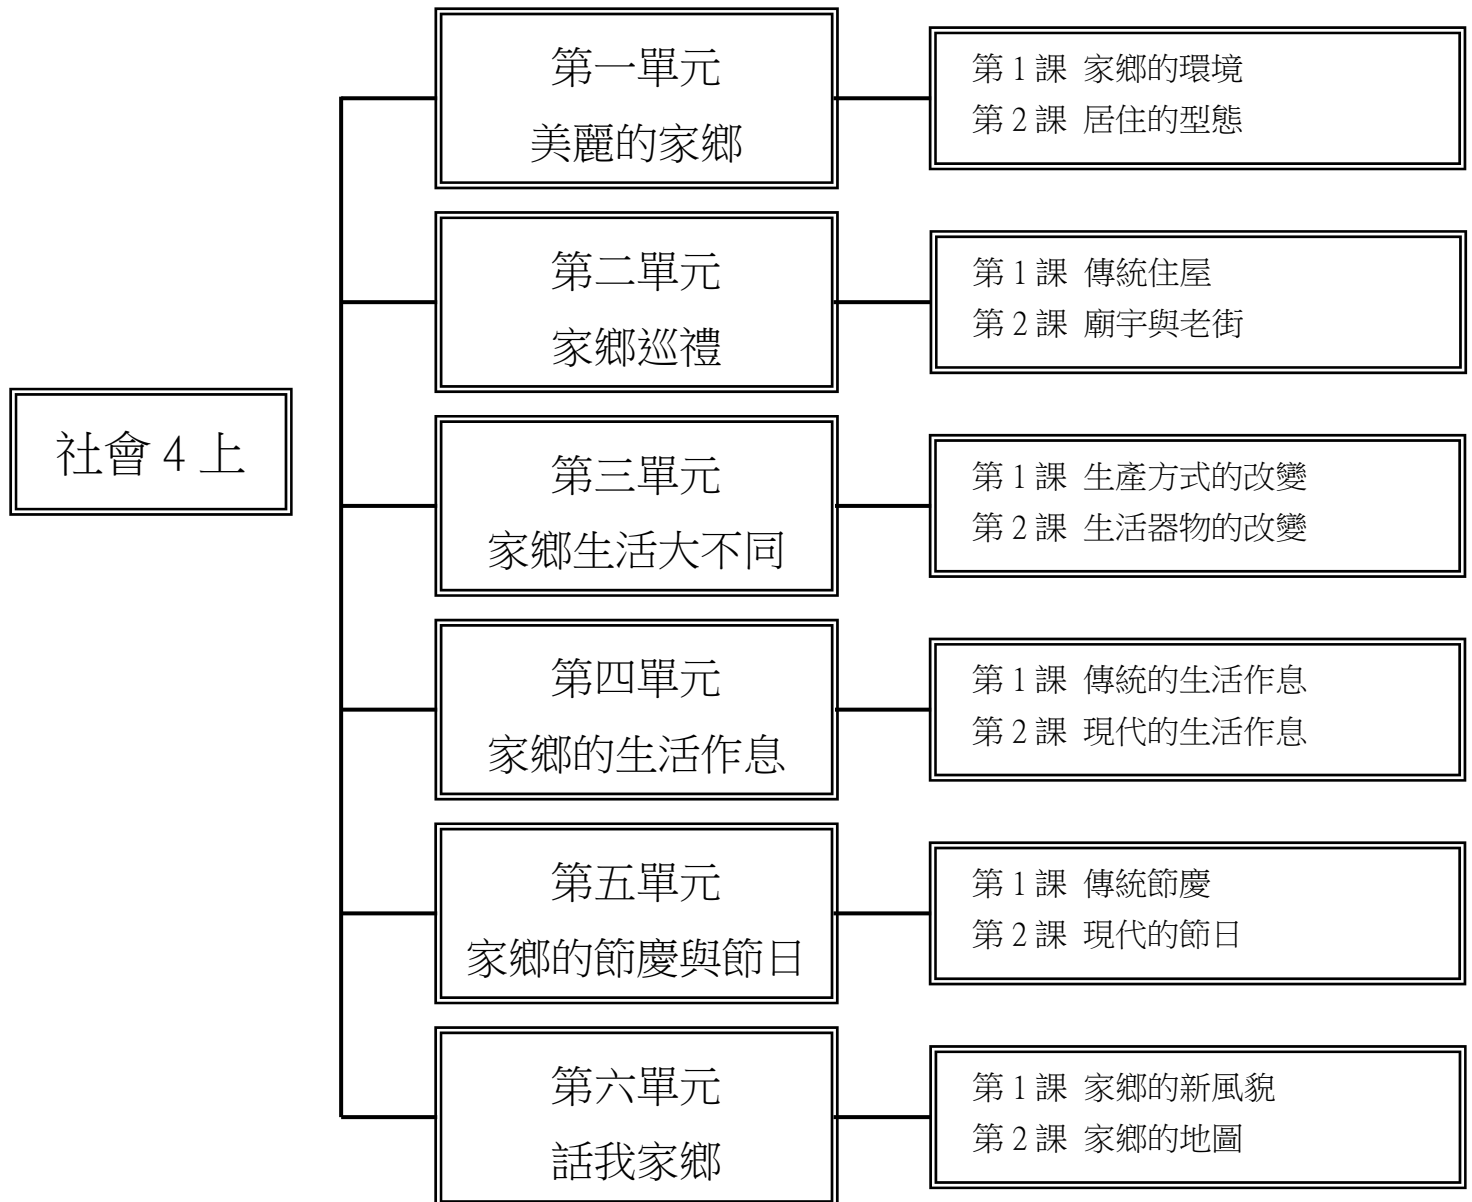 社會 4 上
第一單元
美麗的家鄉
第 1 課 家鄉的環境
第 2 課 居住的型態
第二單元
家鄉巡禮
第 1 課 傳統住屋
第 2 課 廟宇與老街
第三單元
家鄉生活大不同
第 1 課 生產方式的改變
第 2 課 生活器物的改變
第四單元
家鄉的生活作息
第 1 課 傳統的生活作息
第 2 課 現代的生活作息
第五單元
家鄉的節慶與節日
第 1 課 傳統節慶
第 2 課 現代的節日
第六單元
話我家鄉
第 1 課 家鄉的新風貌
第 2 課 家鄉的地圖